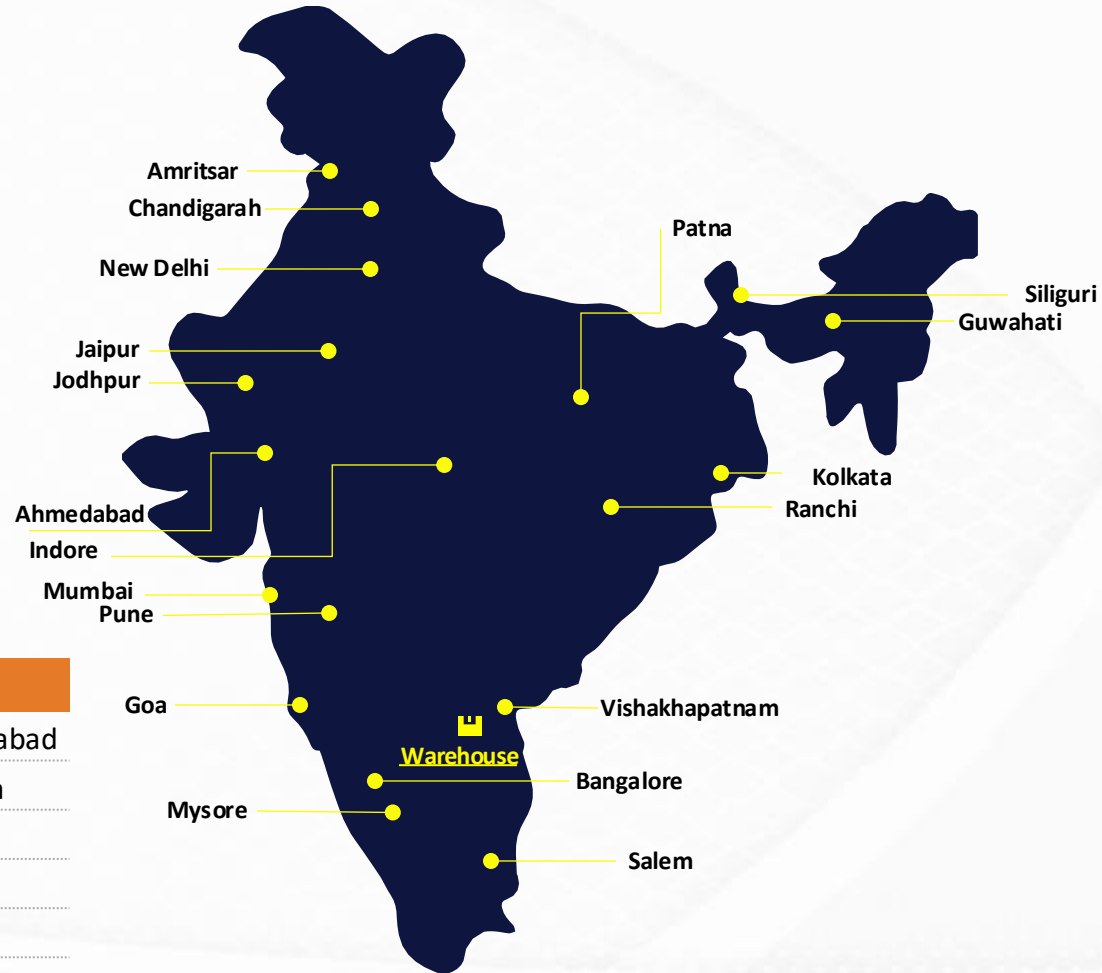 Amritsar
Chandigarah
Patna
New Delhi
Siliguri
Guwahati
Jaipur
Jodhpur
Kolkata
Ranchi
Ahmedabad
Indore
Mumbai
Pune
Goa
Vishakhapatnam
abad
Warehouse
Bangalore
Mysore
Salem